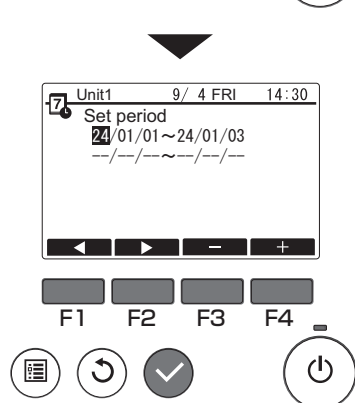 7 Unit1 9/ 4 FRI 14:30
Set period
24/01/01~24/01/03
--/--/--~--/--/--
◀ ▶ − +
F1 F2 F3 F4